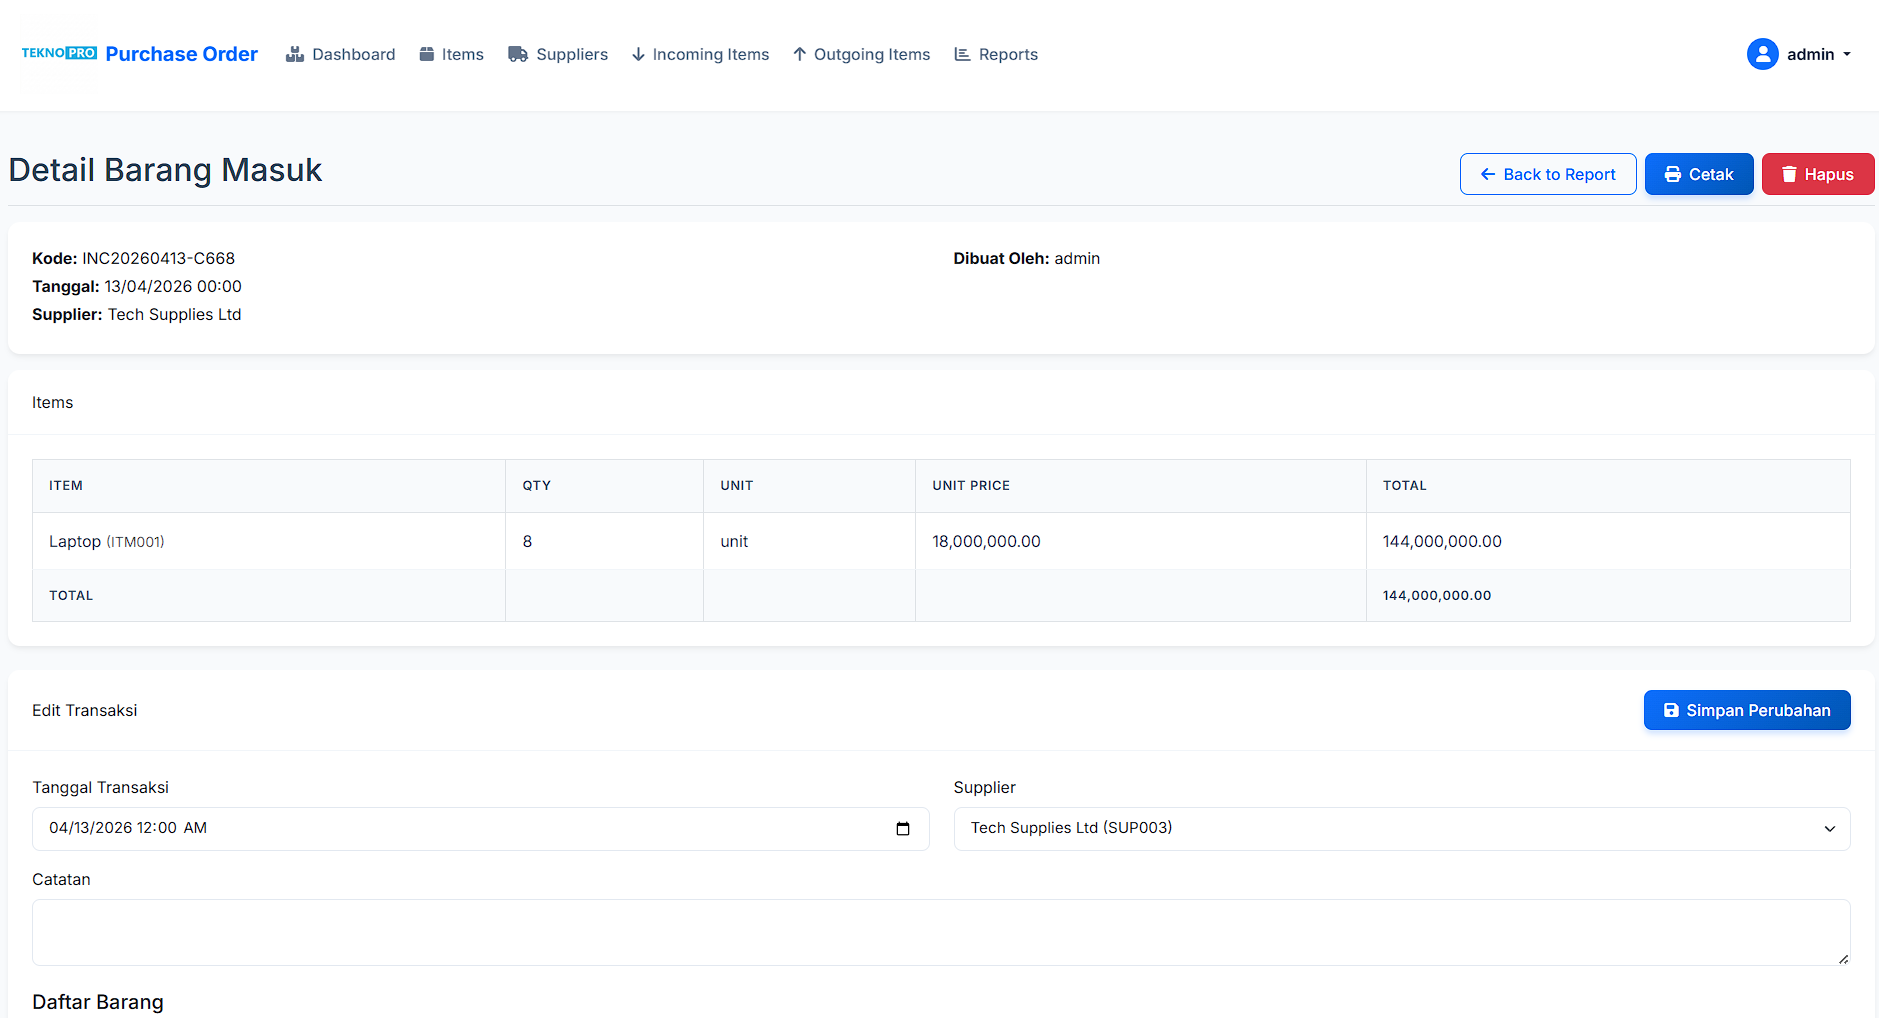 TEKNOPRO Purchase Order Dashboard Items Suppliers Incoming Items Outgoing Items Reports admin
Detail Barang Masuk
Back to Report Cetak Hapus
Kode: INC20260413-C668
Tanggal: 13/04/2026 00:00
Supplier: Tech Supplies Ltd
Dibuat Oleh: admin
Items
ITEM QTY UNIT UNIT PRICE TOTAL
Laptop (ITM001) 8 unit 18,000,000.00 144,000,000.00
TOTAL 144,000,000.00
Edit Transaksi Simpan Perubahan
Tanggal Transaksi
04/13/2026 12:00 AM
Supplier
Tech Supplies Ltd (SUP003)
Catatan
Daftar Barang